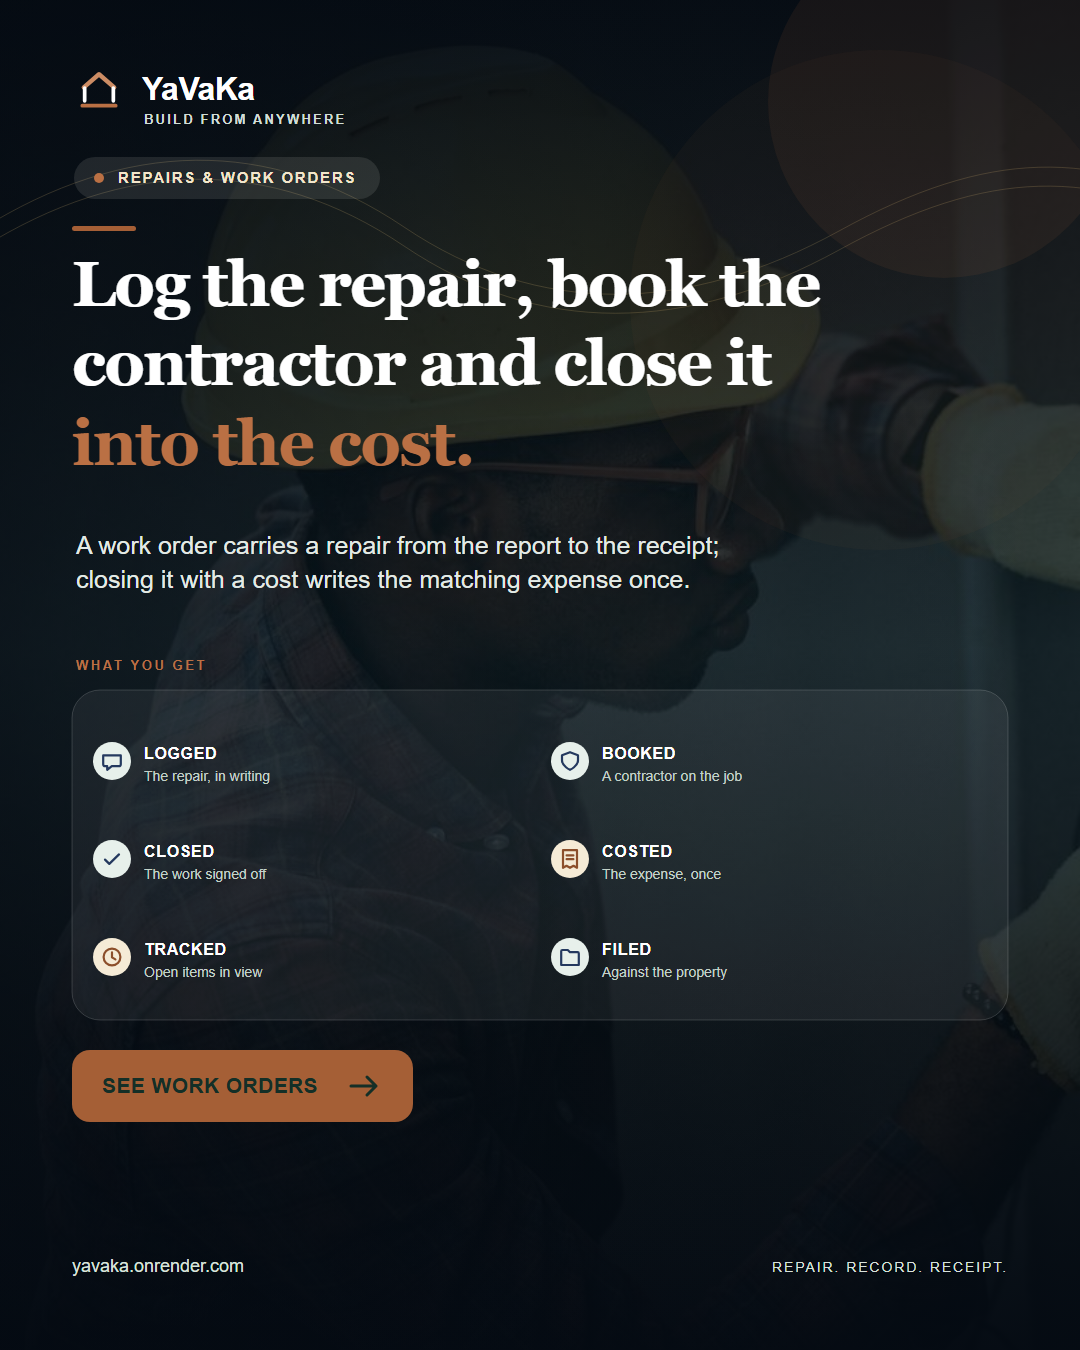 YaVaKa
BUILD FROM ANYWHERE
REPAIRS & WORK ORDERS
Log the repair, book the
contractor and close it
into the cost.
A work order carries a repair from the report to the receipt;
closing it with a cost writes the matching expense once.
WHAT YOU GET
LOGGED
The repair, in writing
BOOKED
A contractor on the job
CLOSED
The work signed off
COSTED
The expense, once
TRACKED
Open items in view
FILED
Against the property
SEE WORK ORDERS
yavaka.onrender.com
REPAIR. RECORD. RECEIPT.